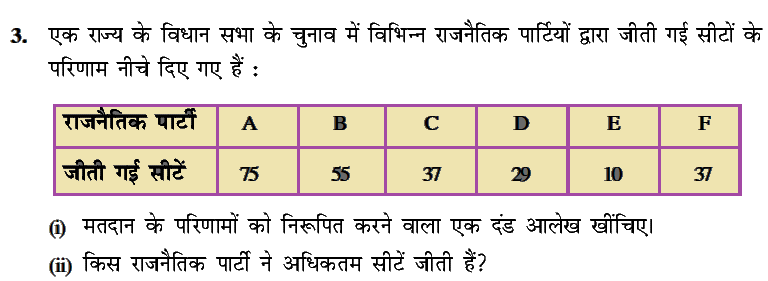 3. एक राज्य के विधान सभा के चुनाव में विभिन्न राजनैतिक पार्टियों द्वारा जीती गई सीटों के
परिणाम नीचे दिए गए हैं :
राजनैतिक पार्टी A B C D E F
जीती गई सीटें 75 55 37 29 10 37
(i) मतदान के परिणामों को निरूपित करने वाला एक दंड आलेख खींचिए।
(ii) किस राजनैतिक पार्टी ने अधिकतम सीटें जीती हैं?